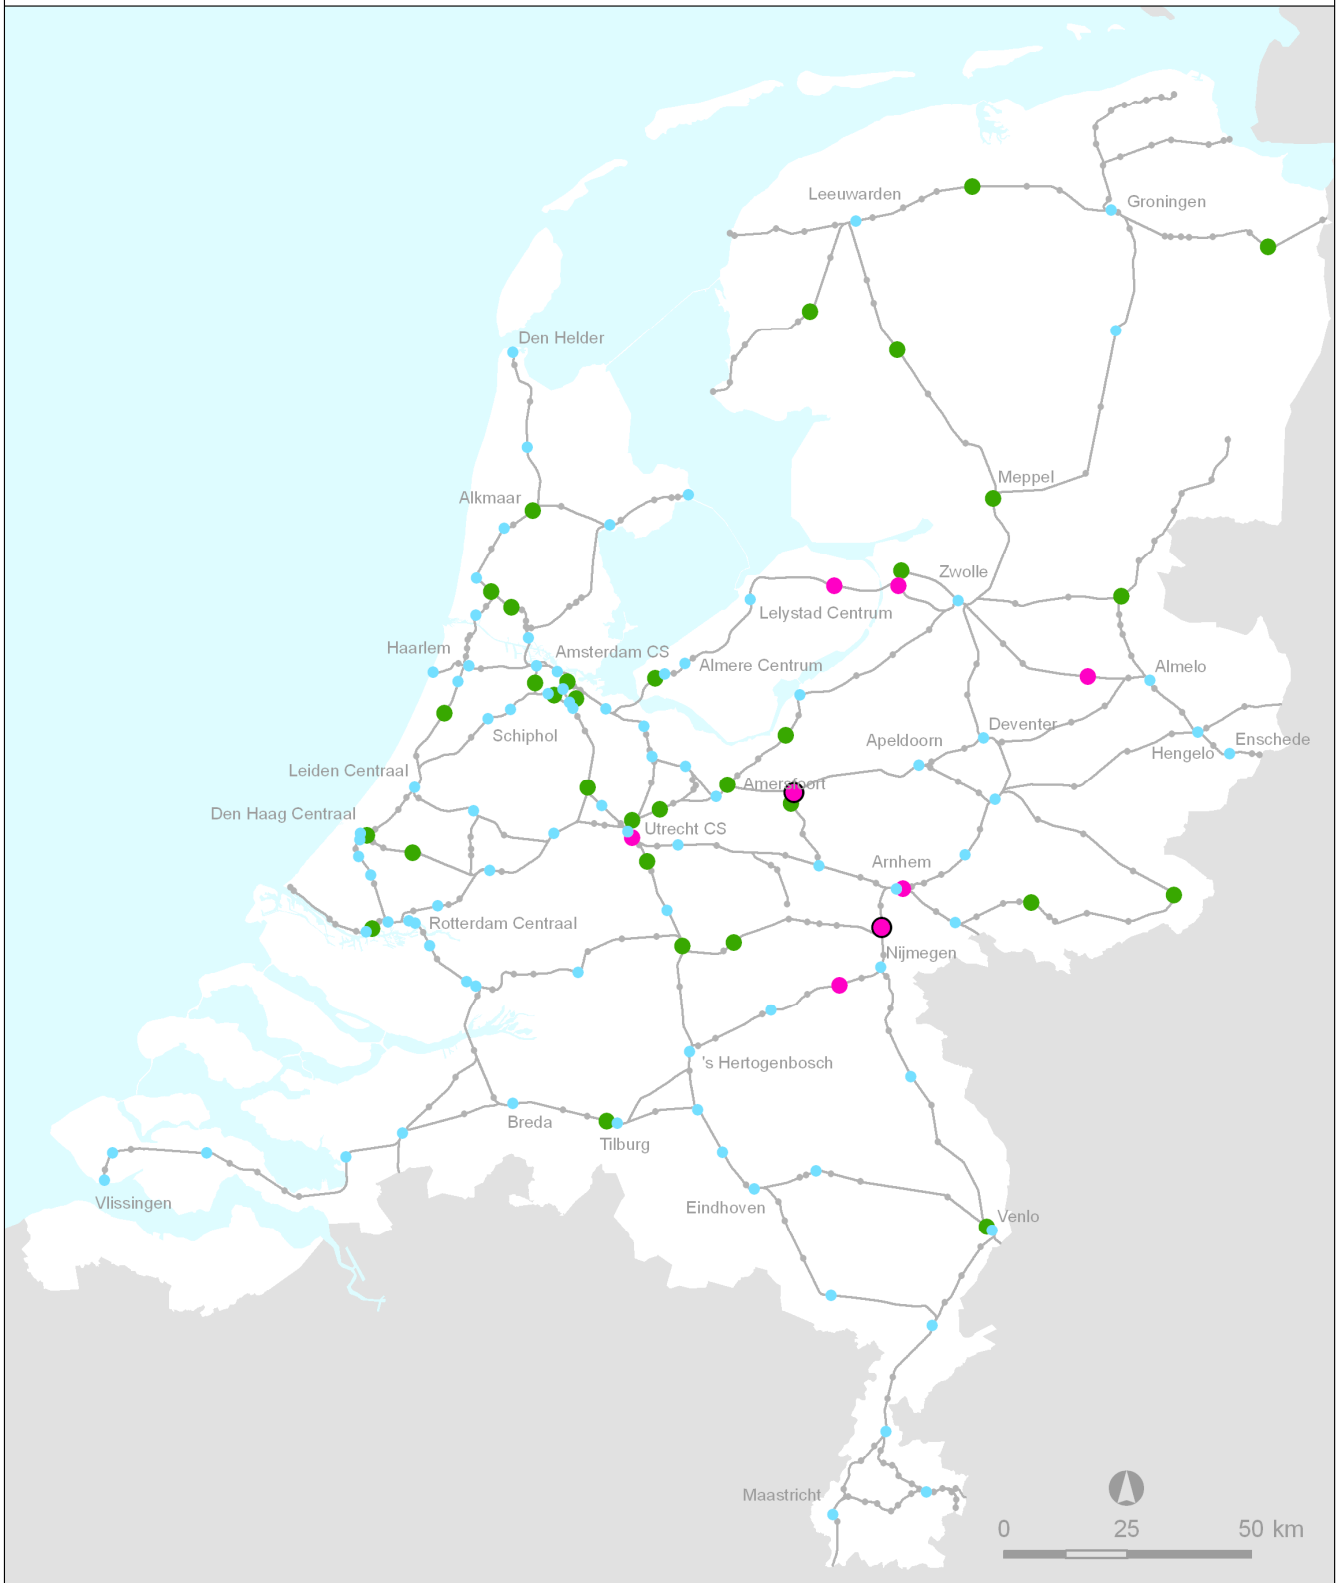 Leeuwarden
Groningen
Den Helder
Meppel
Alkmaar
Zwolle
Lelystad Centrum
Haarlem
Amsterdam CS
Almere Centrum
Almelo
Schiphol
Deventer
Apeldoorn
Hengelo
Enschede
Leiden Centraal
Amersfoort
Den Haag Centraal
Utrecht CS
Arnhem
Rotterdam Centraal
Nijmegen
's Hertogenbosch
Breda
Tilburg
Vlissingen
Eindhoven
Venlo
Maastricht
0 25 50 km